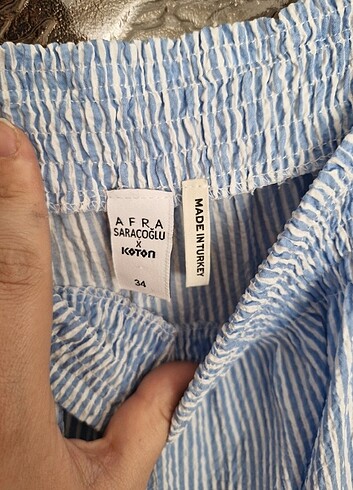 AFRA
SARAÇOĞLU
X
KOTON
34
MADE IN TURKEY